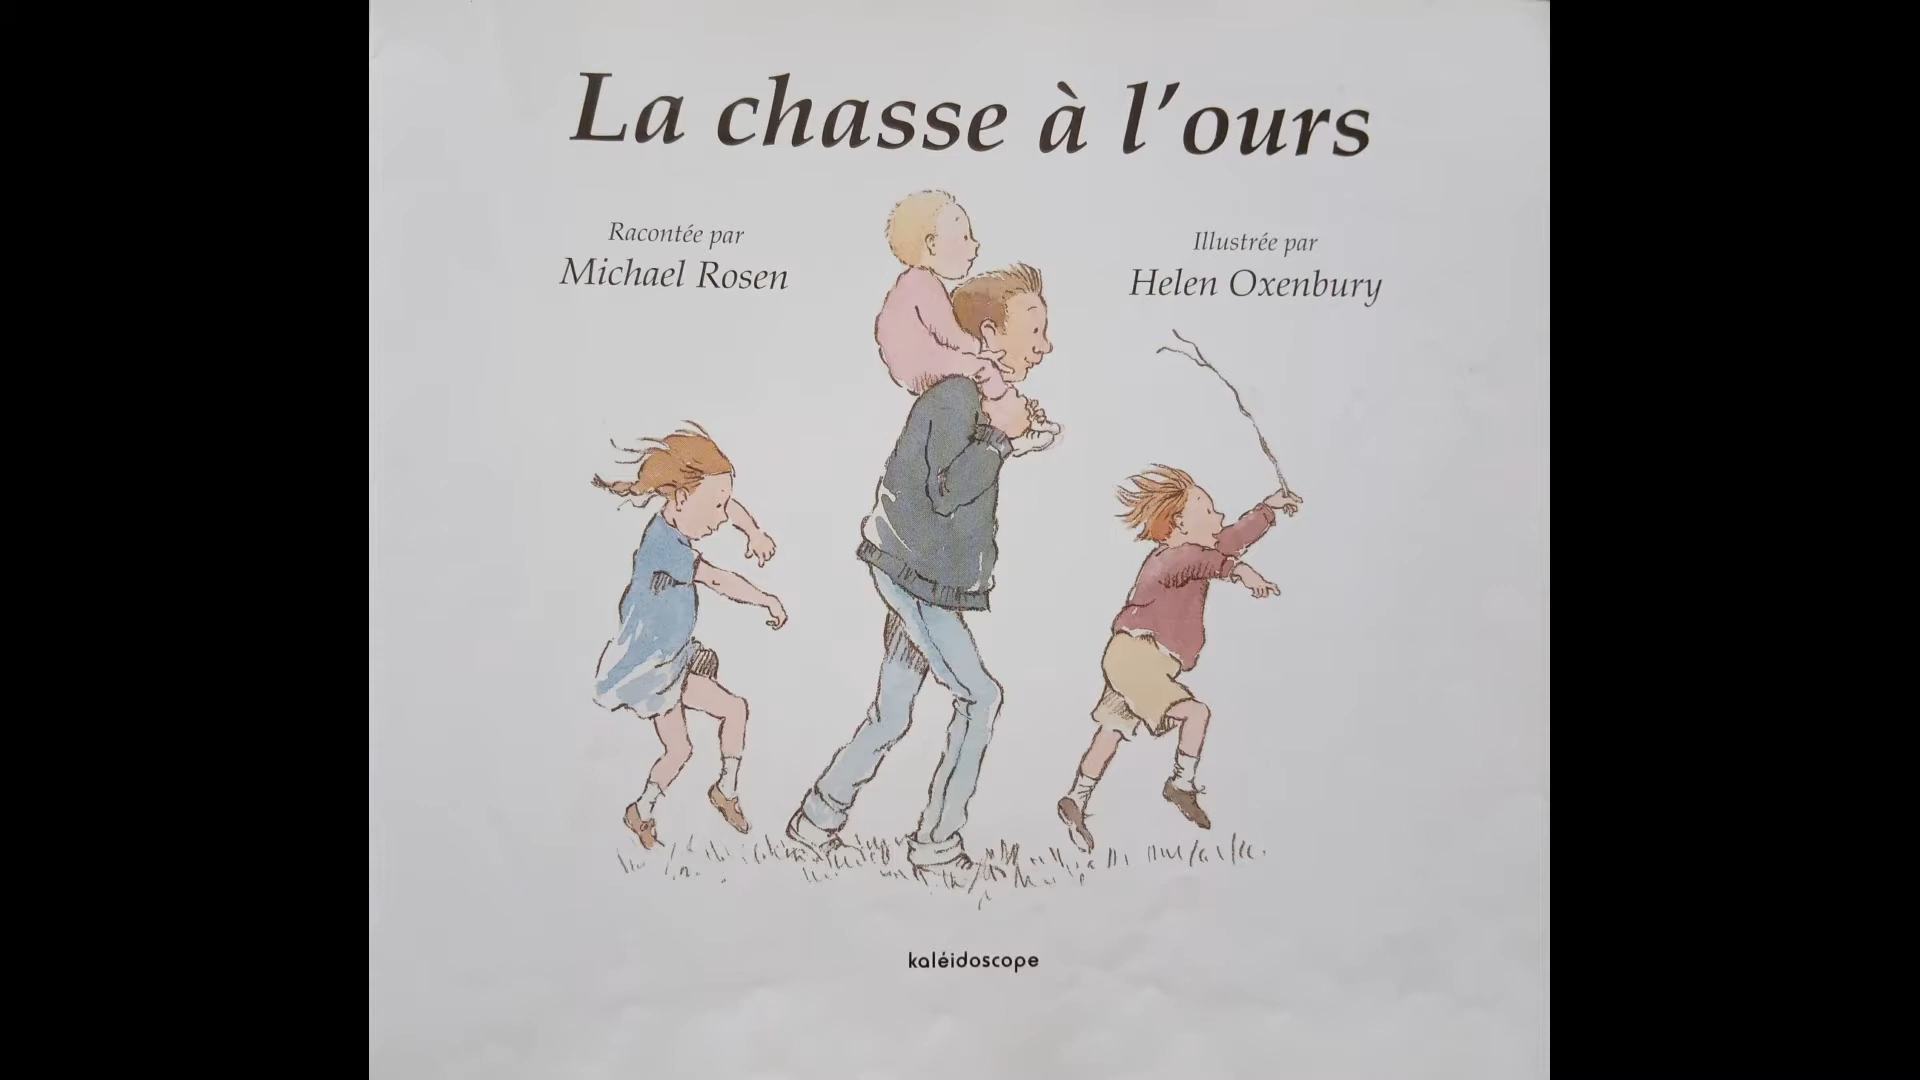 La chasse à l'ours
Racontée par
Michael Rosen
Illustrée par
Helen Oxenbury
kaléidoscope